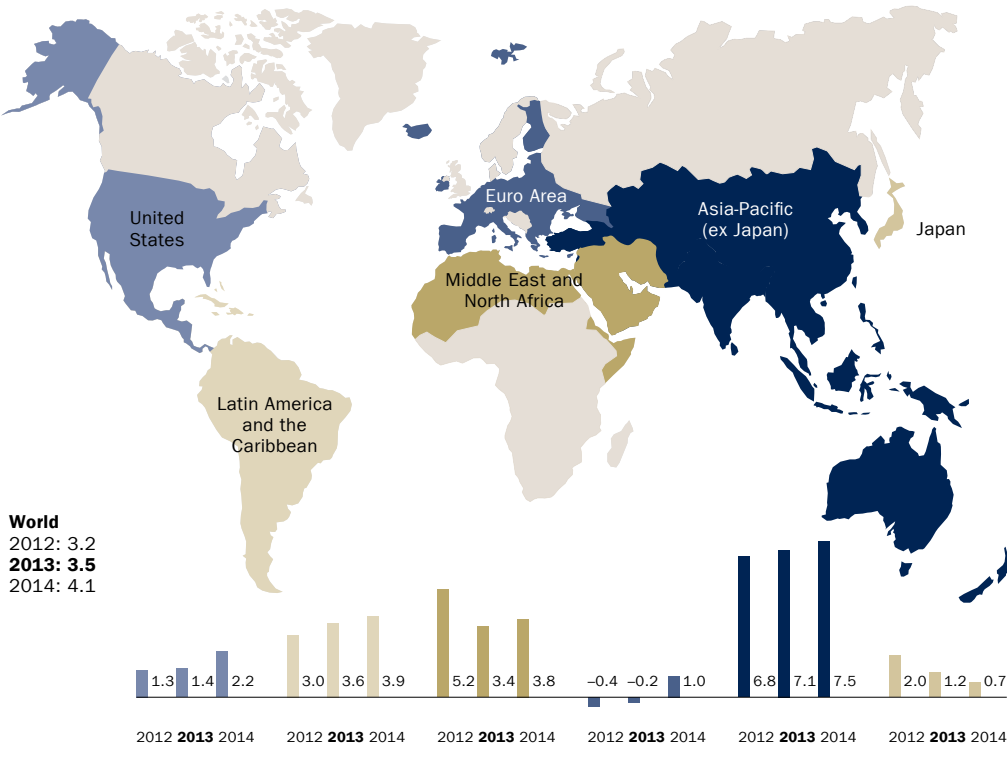 Euro Area
United
States
Asia-Pacific
(ex Japan)
Japan
Middle East and
North Africa
Latin America
and the
Caribbean
World
2012: 3.2
2013: 3.5
2014: 4.1
1.3 1.4 2.2 3.0 3.6 3.9 5.2 3.4 3.8 –0.4 –0.2 1.0 6.8 7.1 7.5 2.0 1.2 0.7
2012 2013 2014 2012 2013 2014 2012 2013 2014 2012 2013 2014 2012 2013 2014 2012 2013 2014